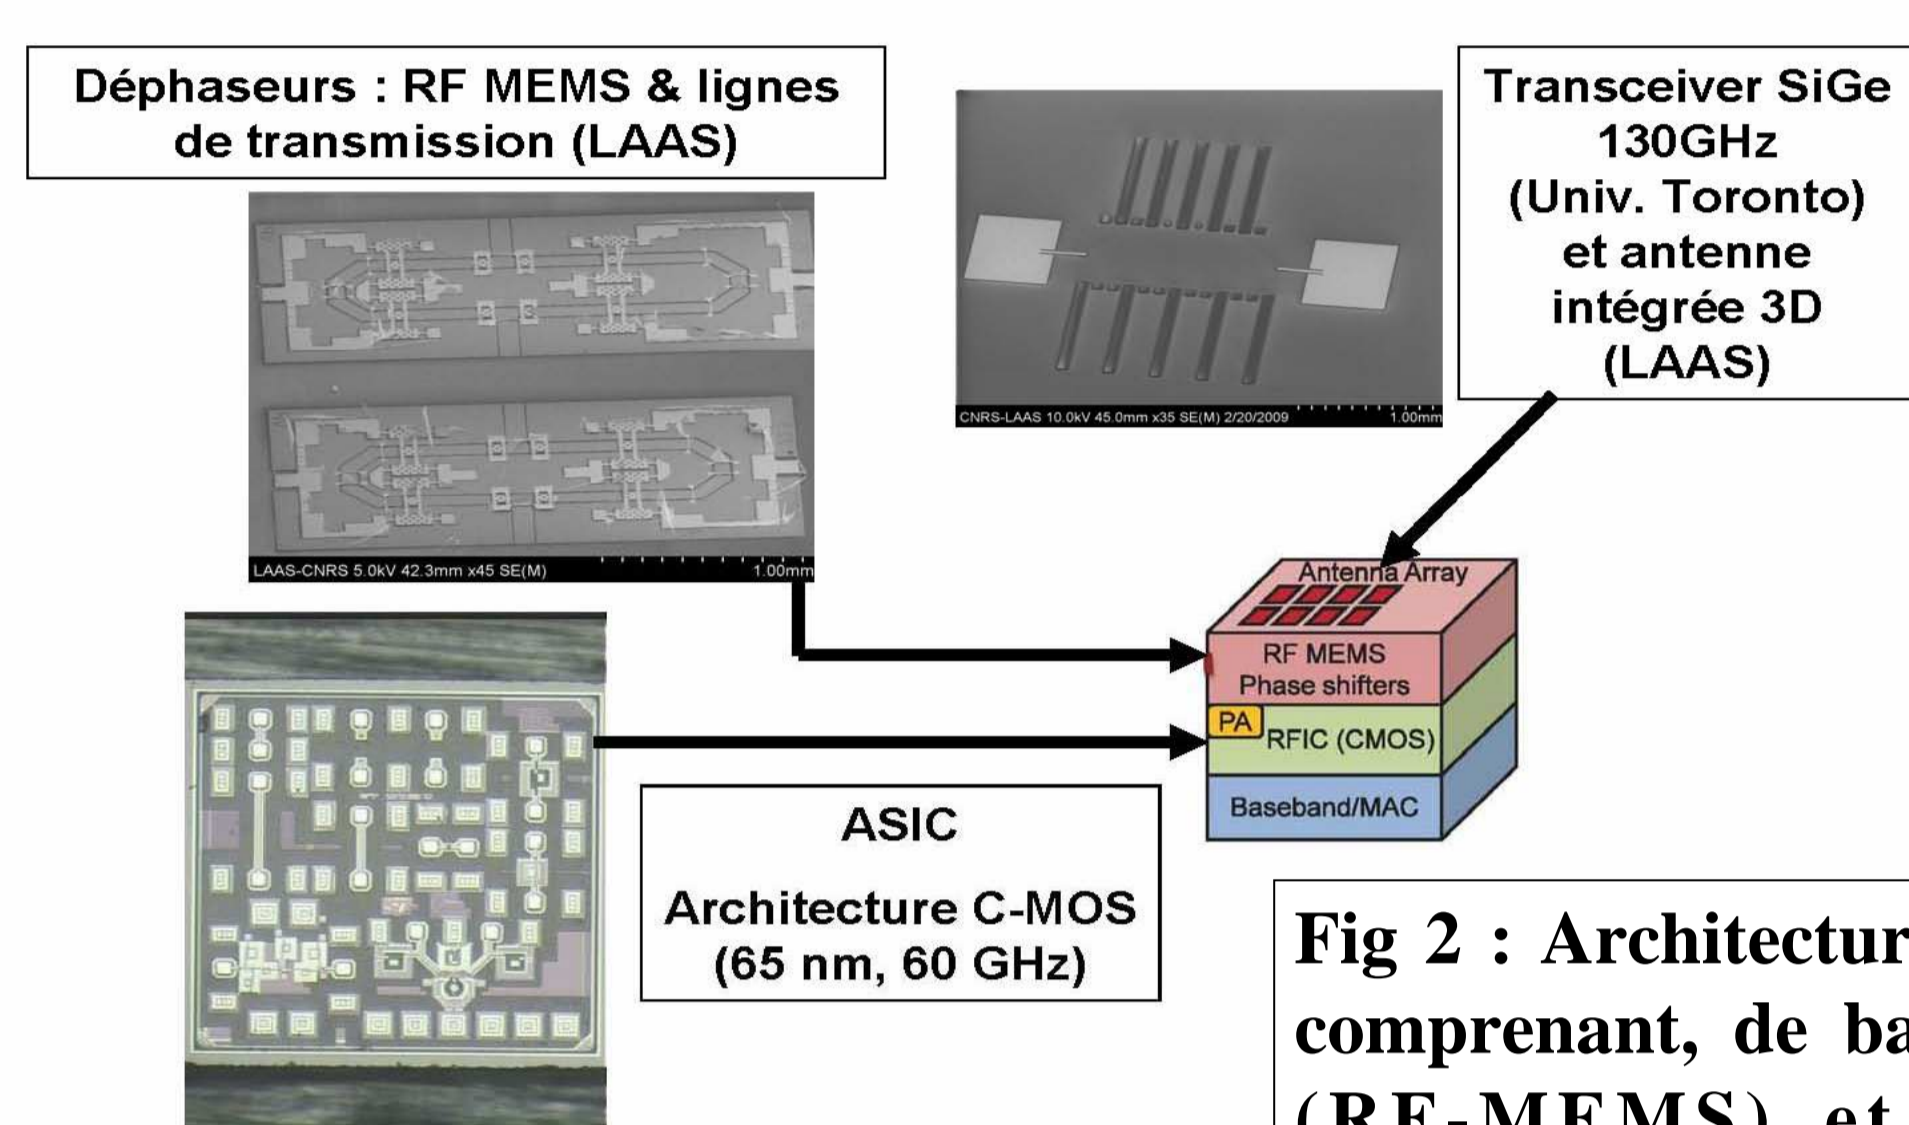 Déphaseurs : RF MEMS & lignes
de transmission (LAAS)
LAAS-CNRS 5.0kV 42.3mm x45 SE(M)
1.00mm
CNRS-LAAS 10.0kV 45.0mm x35 SE(M) 2/20/2009
1.00mm
Transceiver SiGe
130GHz
(Univ. Toronto)
et antenne
intégrée 3D
(LAAS)
Antenna Array
RF MEMS
Phase shifters
PA
RFIC (CMOS)
Baseband/MAC
ASIC
Architecture C-MOS
(65 nm, 60 GHz)
Fig 2 : Architectur
comprenant, de ba
(RF-MEMS) et